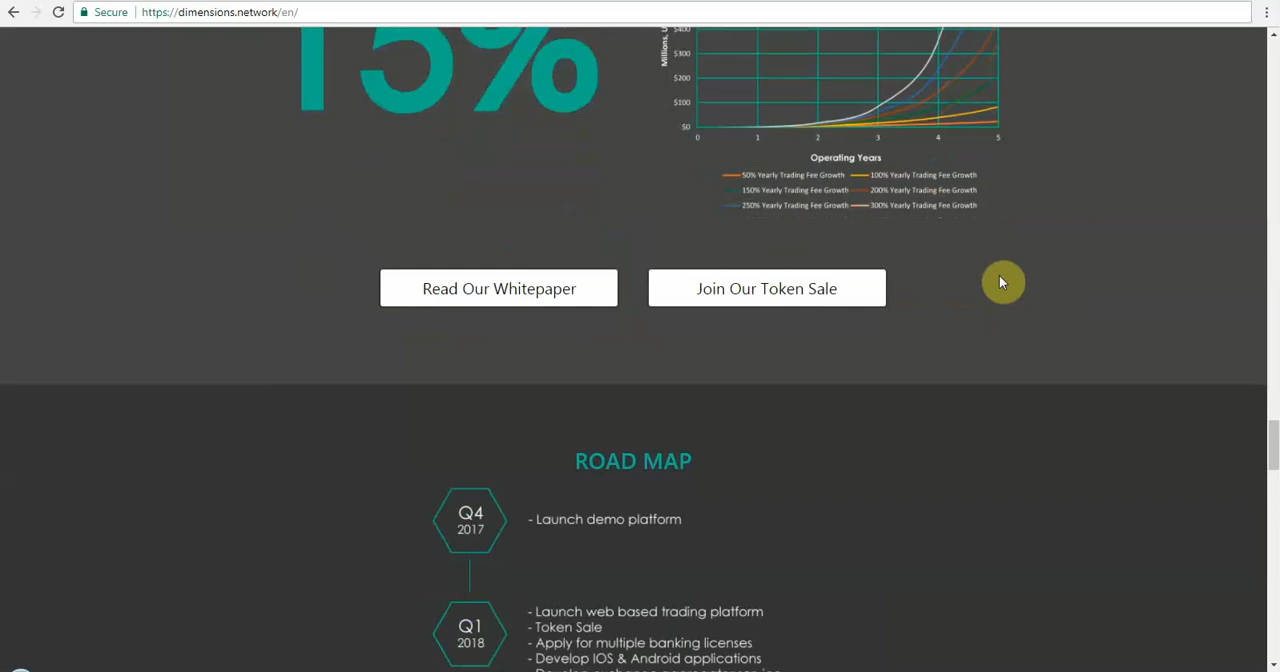 Secure https://dimensions.network/en/
15%
Millions, U
$400
$300
$200
$100
$0
0 1 2 3 4 5
Operating Years
50% Yearly Trading Fee Growth 100% Yearly Trading Fee Growth
150% Yearly Trading Fee Growth 200% Yearly Trading Fee Growth
250% Yearly Trading Fee Growth 300% Yearly Trading Fee Growth
Read Our Whitepaper Join Our Token Sale
ROAD MAP
Q4
2017
- Launch demo platform
Q1
2018
- Launch web based trading platform
- Token Sale
- Apply for multiple banking licenses
- Develop IOS & Android applications